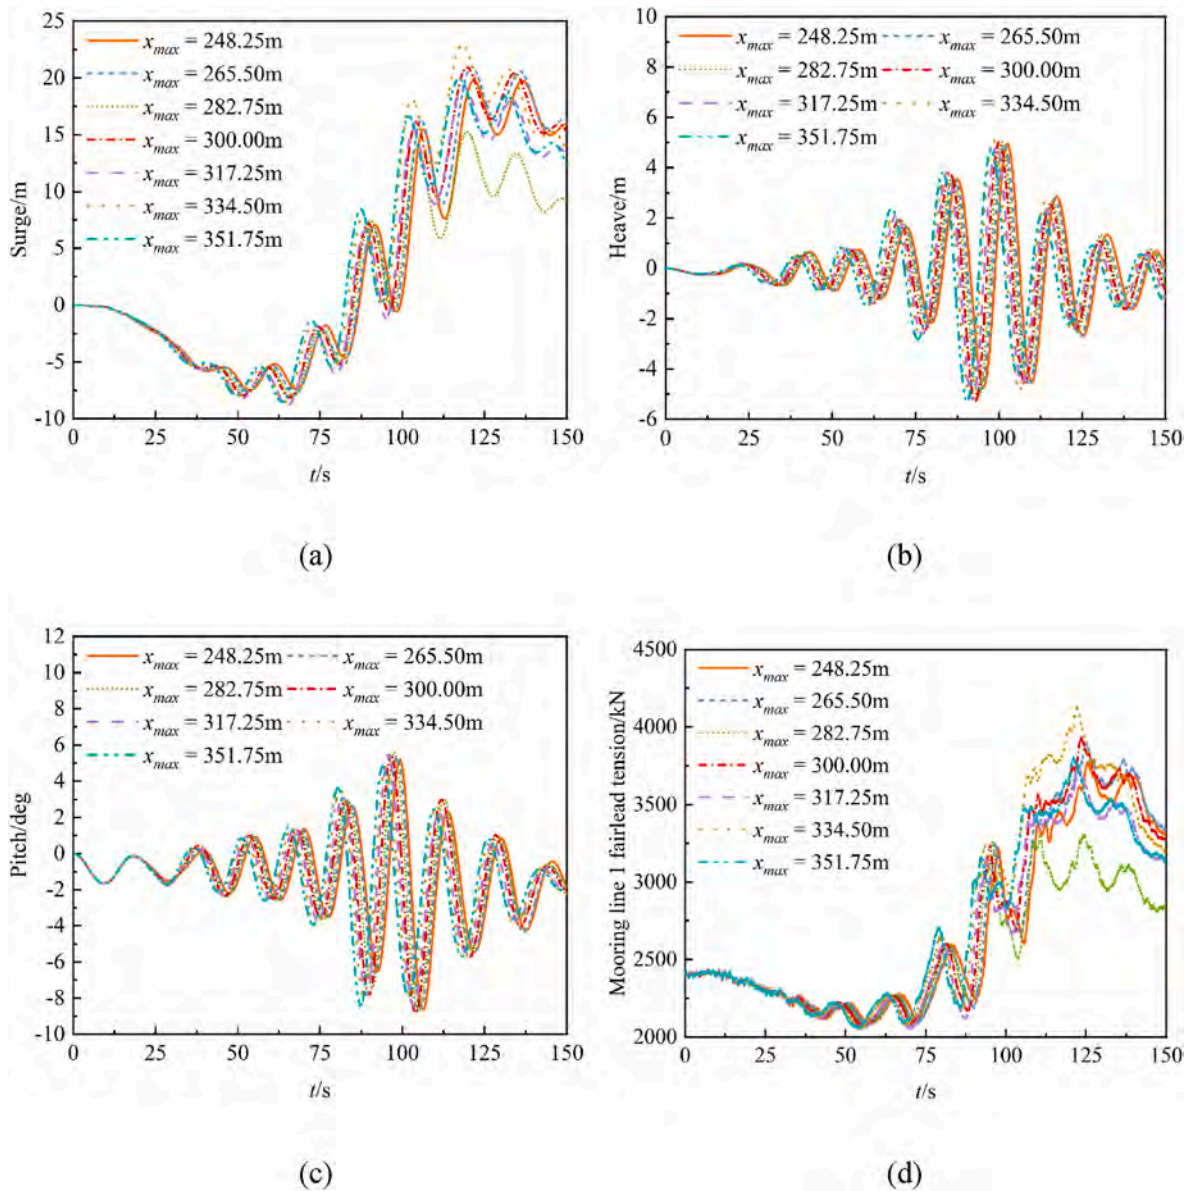 25
20
15
10
5
0
-5
-10
Surge/m
x_max = 248.25m
x_max = 265.50m
x_max = 282.75m
x_max = 300.00m
x_max = 317.25m
x_max = 334.50m
x_max = 351.75m
0 25 50 75 100 125 150
t/s
(a)
10
8
6
4
2
0
-2
-4
-6
Heave/m
x_max = 248.25m x_max = 265.50m
x_max = 282.75m x_max = 300.00m
x_max = 317.25m x_max = 334.50m
x_max = 351.75m
0 25 50 75 100 125 150
t/s
(b)
12
10
8
6
4
2
0
-2
-4
-6
-8
-10
Pitch/deg
x_max = 248.25m x_max = 265.50m
x_max = 282.75m x_max = 300.00m
x_max = 317.25m x_max = 334.50m
x_max = 351.75m
0 25 50 75 100 125 150
t/s
(c)
4500
4000
3500
3000
2500
2000
Mooring line 1 fairlead tension/kN
x_max = 248.25m
x_max = 265.50m
x_max = 282.75m
x_max = 300.00m
x_max = 317.25m
x_max = 334.50m
x_max = 351.75m
0 25 50 75 100 125 150
t/s
(d)